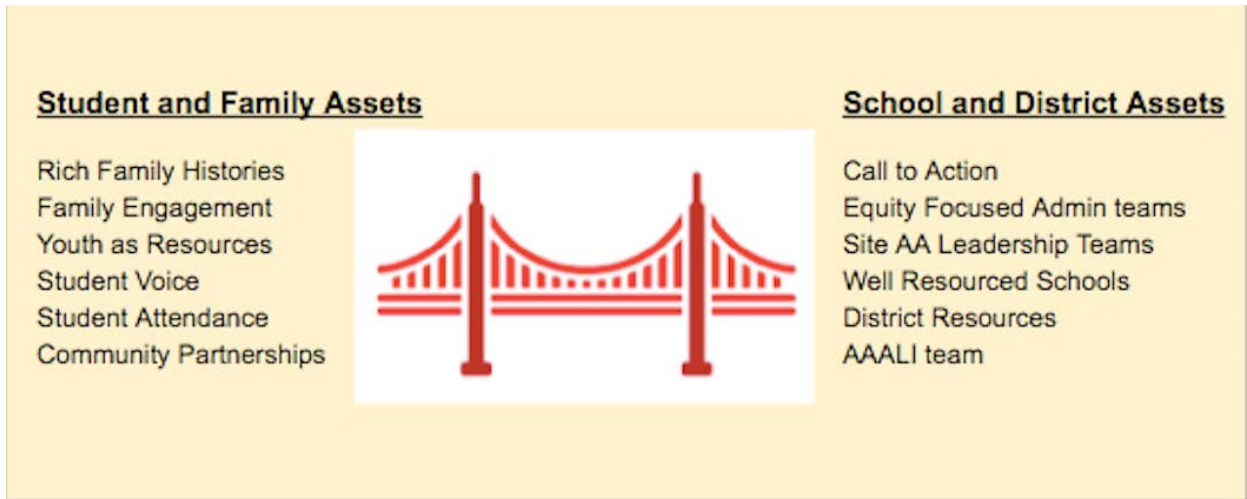 Student and Family Assets
Rich Family Histories
Family Engagement
Youth as Resources
Student Voice
Student Attendance
Community Partnerships
School and District Assets
Call to Action
Equity Focused Admin teams
Site AA Leadership Teams
Well Resourced Schools
District Resources
AAALI team